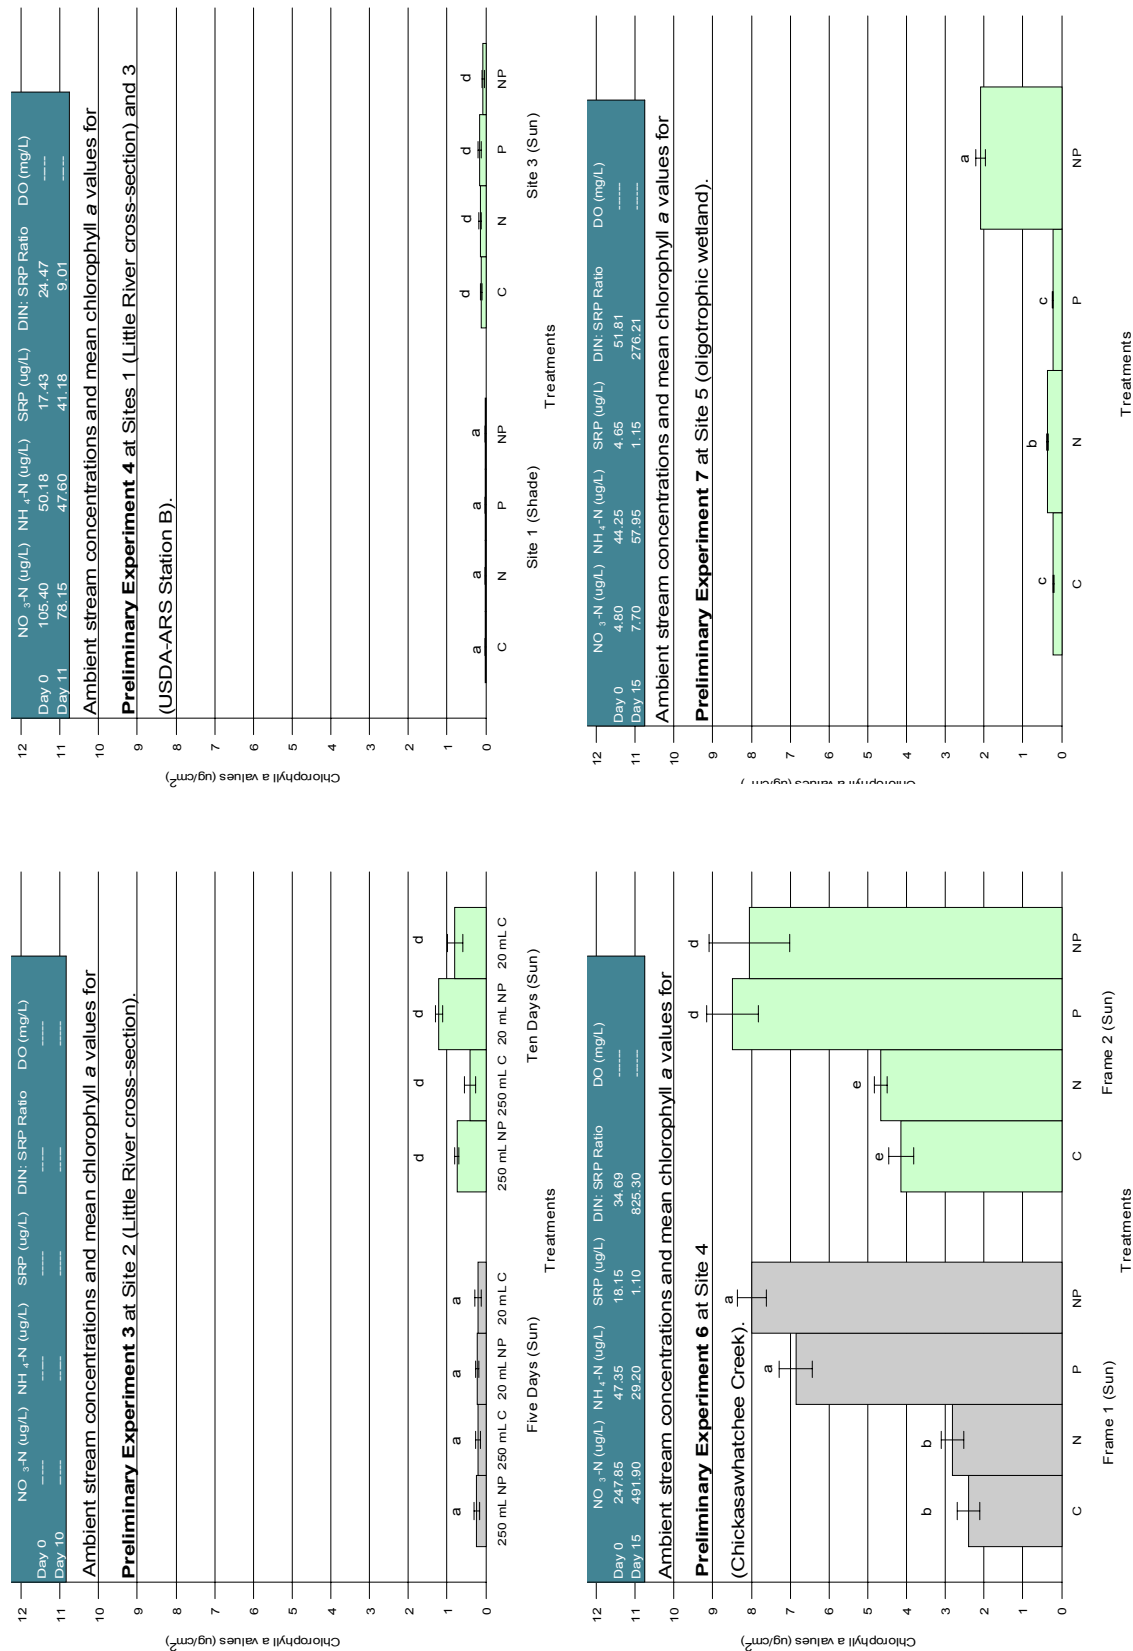 NO 3-N (ug/L) NH 4-N (ug/L) SRP (ug/L) DIN: SRP Ratio DO (mg/L)
Day 0 ---- ---- ----- ---- ----
Day 10 ---- ---- ----- ---- -----
Ambient stream concentrations and mean chlorophyll a values for
Preliminary Experiment 3 at Site 2 (Little River cross-section).
12
11
10
9
8
7
6
5
4
3
2
1
0
Chlorophyll a values (ug/cm2)
a a a a d d d d
250 mL NP 250 mL C 20 mL NP 20 mL C 250 mL NP 250 mL C 20 mL NP 20 mL C
Five Days (Sun) Ten Days (Sun)
Treatments
NO 3-N (ug/L) NH 4-N (ug/L) SRP (ug/L) DIN: SRP Ratio DO (mg/L)
Day 0 105.40 50.18 17.43 24.47 ----
Day 11 78.15 47.60 41.18 9.01 -----
Ambient stream concentrations and mean chlorophyll a values for
Preliminary Experiment 4 at Sites 1 (Little River cross-section) and 3
(USDA-ARS Station B).
12
11
10
9
8
7
6
5
4
3
2
1
0
Chlorophyll a values (ug/cm2)
a a a a d d d d
C N P NP C N P NP
Site 1 (Shade) Site 3 (Sun)
Treatments
NO 3-N (ug/L) NH 4-N (ug/L) SRP (ug/L) DIN: SRP Ratio DO (mg/L)
Day 0 247.85 47.35 18.15 34.69 -----
Day 15 491.90 29.20 1.10 825.30 -----
Ambient stream concentrations and mean chlorophyll a values for
Preliminary Experiment 6 at Site 4
(Chickasawhatchee Creek).
12
11
10
9
8
7
6
5
4
3
2
1
0
Chlorophyll a values (ug/cm2)
b b a a e e d d
C N P NP C N P NP
Frame 1 (Sun) Frame 2 (Sun)
Treatments
NO 3-N (ug/L) NH 4-N (ug/L) SRP (ug/L) DIN: SRP Ratio DO (mg/L)
Day 0 4.80 44.25 4.65 51.81 -----
Day 15 7.70 57.95 1.15 276.21 -----
Ambient stream concentrations and mean chlorophyll a values for
Preliminary Experiment 7 at Site 5 (oligotrophic wetland).
12
11
10
9
8
7
6
5
4
3
2
1
0
Chlorophyll a values (ug/cm2)
c b c a
C N P NP
Treatments